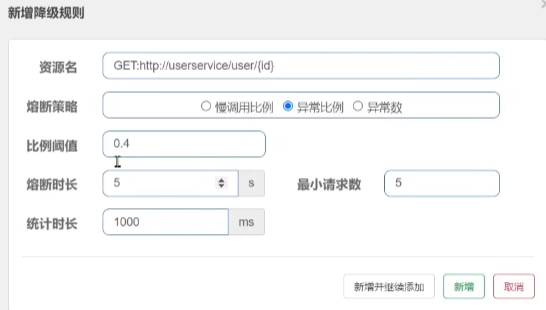 新增降级规则
资源名 GET:http://userservice/user/{id}
熔断策略 慢调用比例 异常比例 异常数
比例阈值 0.4
熔断时长 5 s 最小请求数 5
统计时长 1000 ms
新增并继续添加 新增 取消